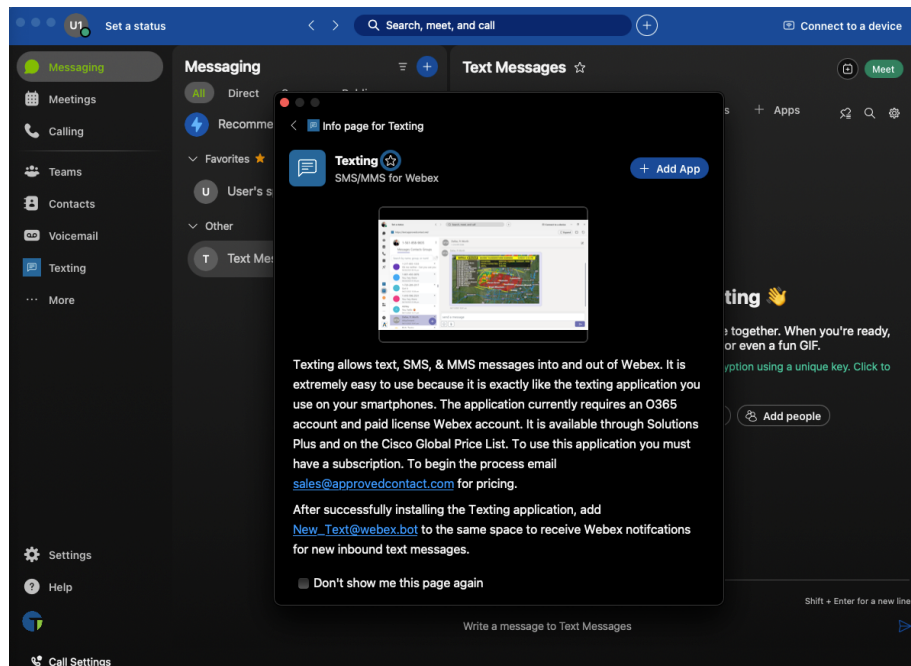 U1 Set a status
Search, meet, and call
Connect to a device
Messaging
Meetings
Calling
Teams
Contacts
Voicemail
Texting
More
Settings
Help
Call Settings
Messaging
All Direct
Recomme
Favorites
U User's s
Other
T Text Me
Text Messages
Meet
Apps
Info page for Texting
Texting
SMS/MMS for Webex
Add App
Texting allows text, SMS, & MMS messages into and out of Webex. It is
extremely easy to use because it is exactly like the texting application you
use on your smartphones. The application currently requires an O365
account and paid license Webex account. It is available through Solutions
Plus and on the Cisco Global Price List. To use this application you must
have a subscription. To begin the process email
sales@approvedcontact.com for pricing.
After successfully installing the Texting application, add
New_Text@webex.bot to the same space to receive Webex notifcations
for new inbound text messages.
Don't show me this page again
ting 👋
together. When you're ready,
or even a fun GIF.
yption using a unique key. Click to
Add people
Shift + Enter for a new line
Write a message to Text Messages